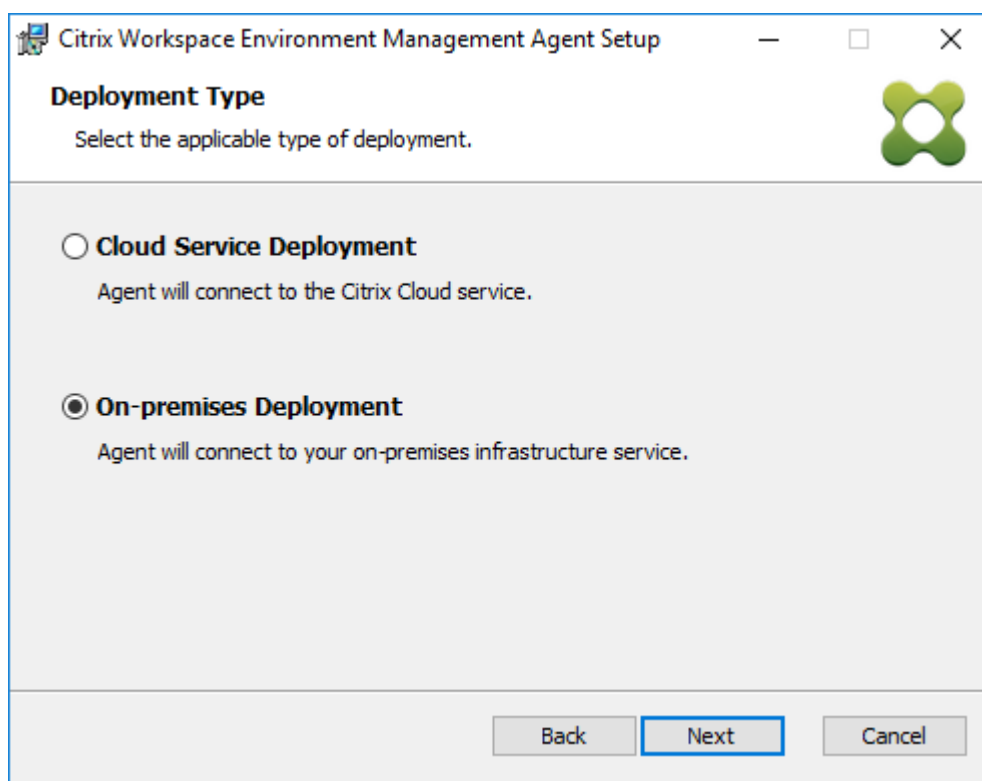 Citrix Workspace Environment Management Agent Setup
Deployment Type
Select the applicable type of deployment.
Cloud Service Deployment
Agent will connect to the Citrix Cloud service.
On-premises Deployment
Agent will connect to your on-premises infrastructure service.
Back Next Cancel